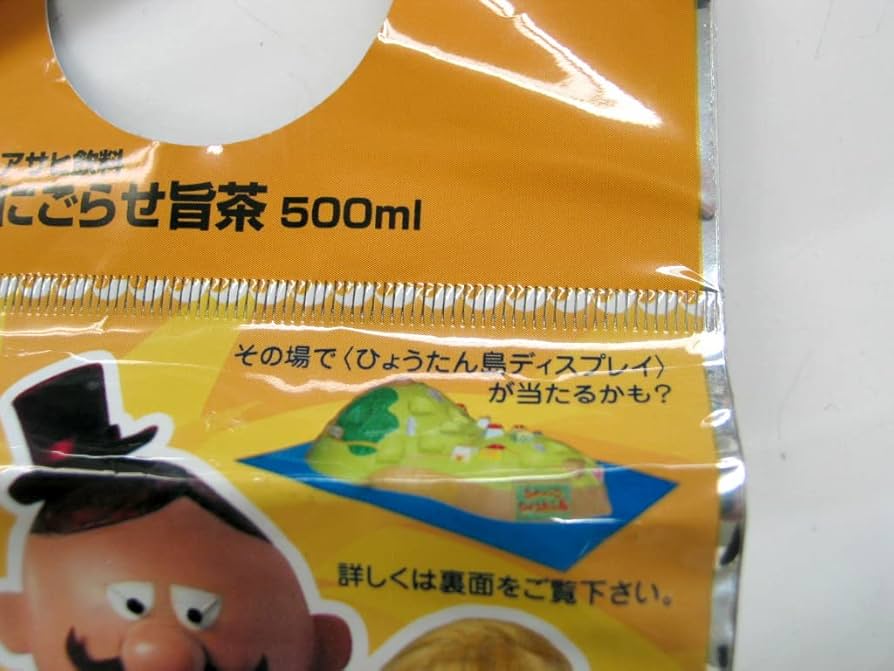 アサヒ飲料
にごらせ旨茶 500ml
その場で〈ひょうたん島ディスプレイ〉
が当たるかも?
詳しくは裏面をご覧下さい。